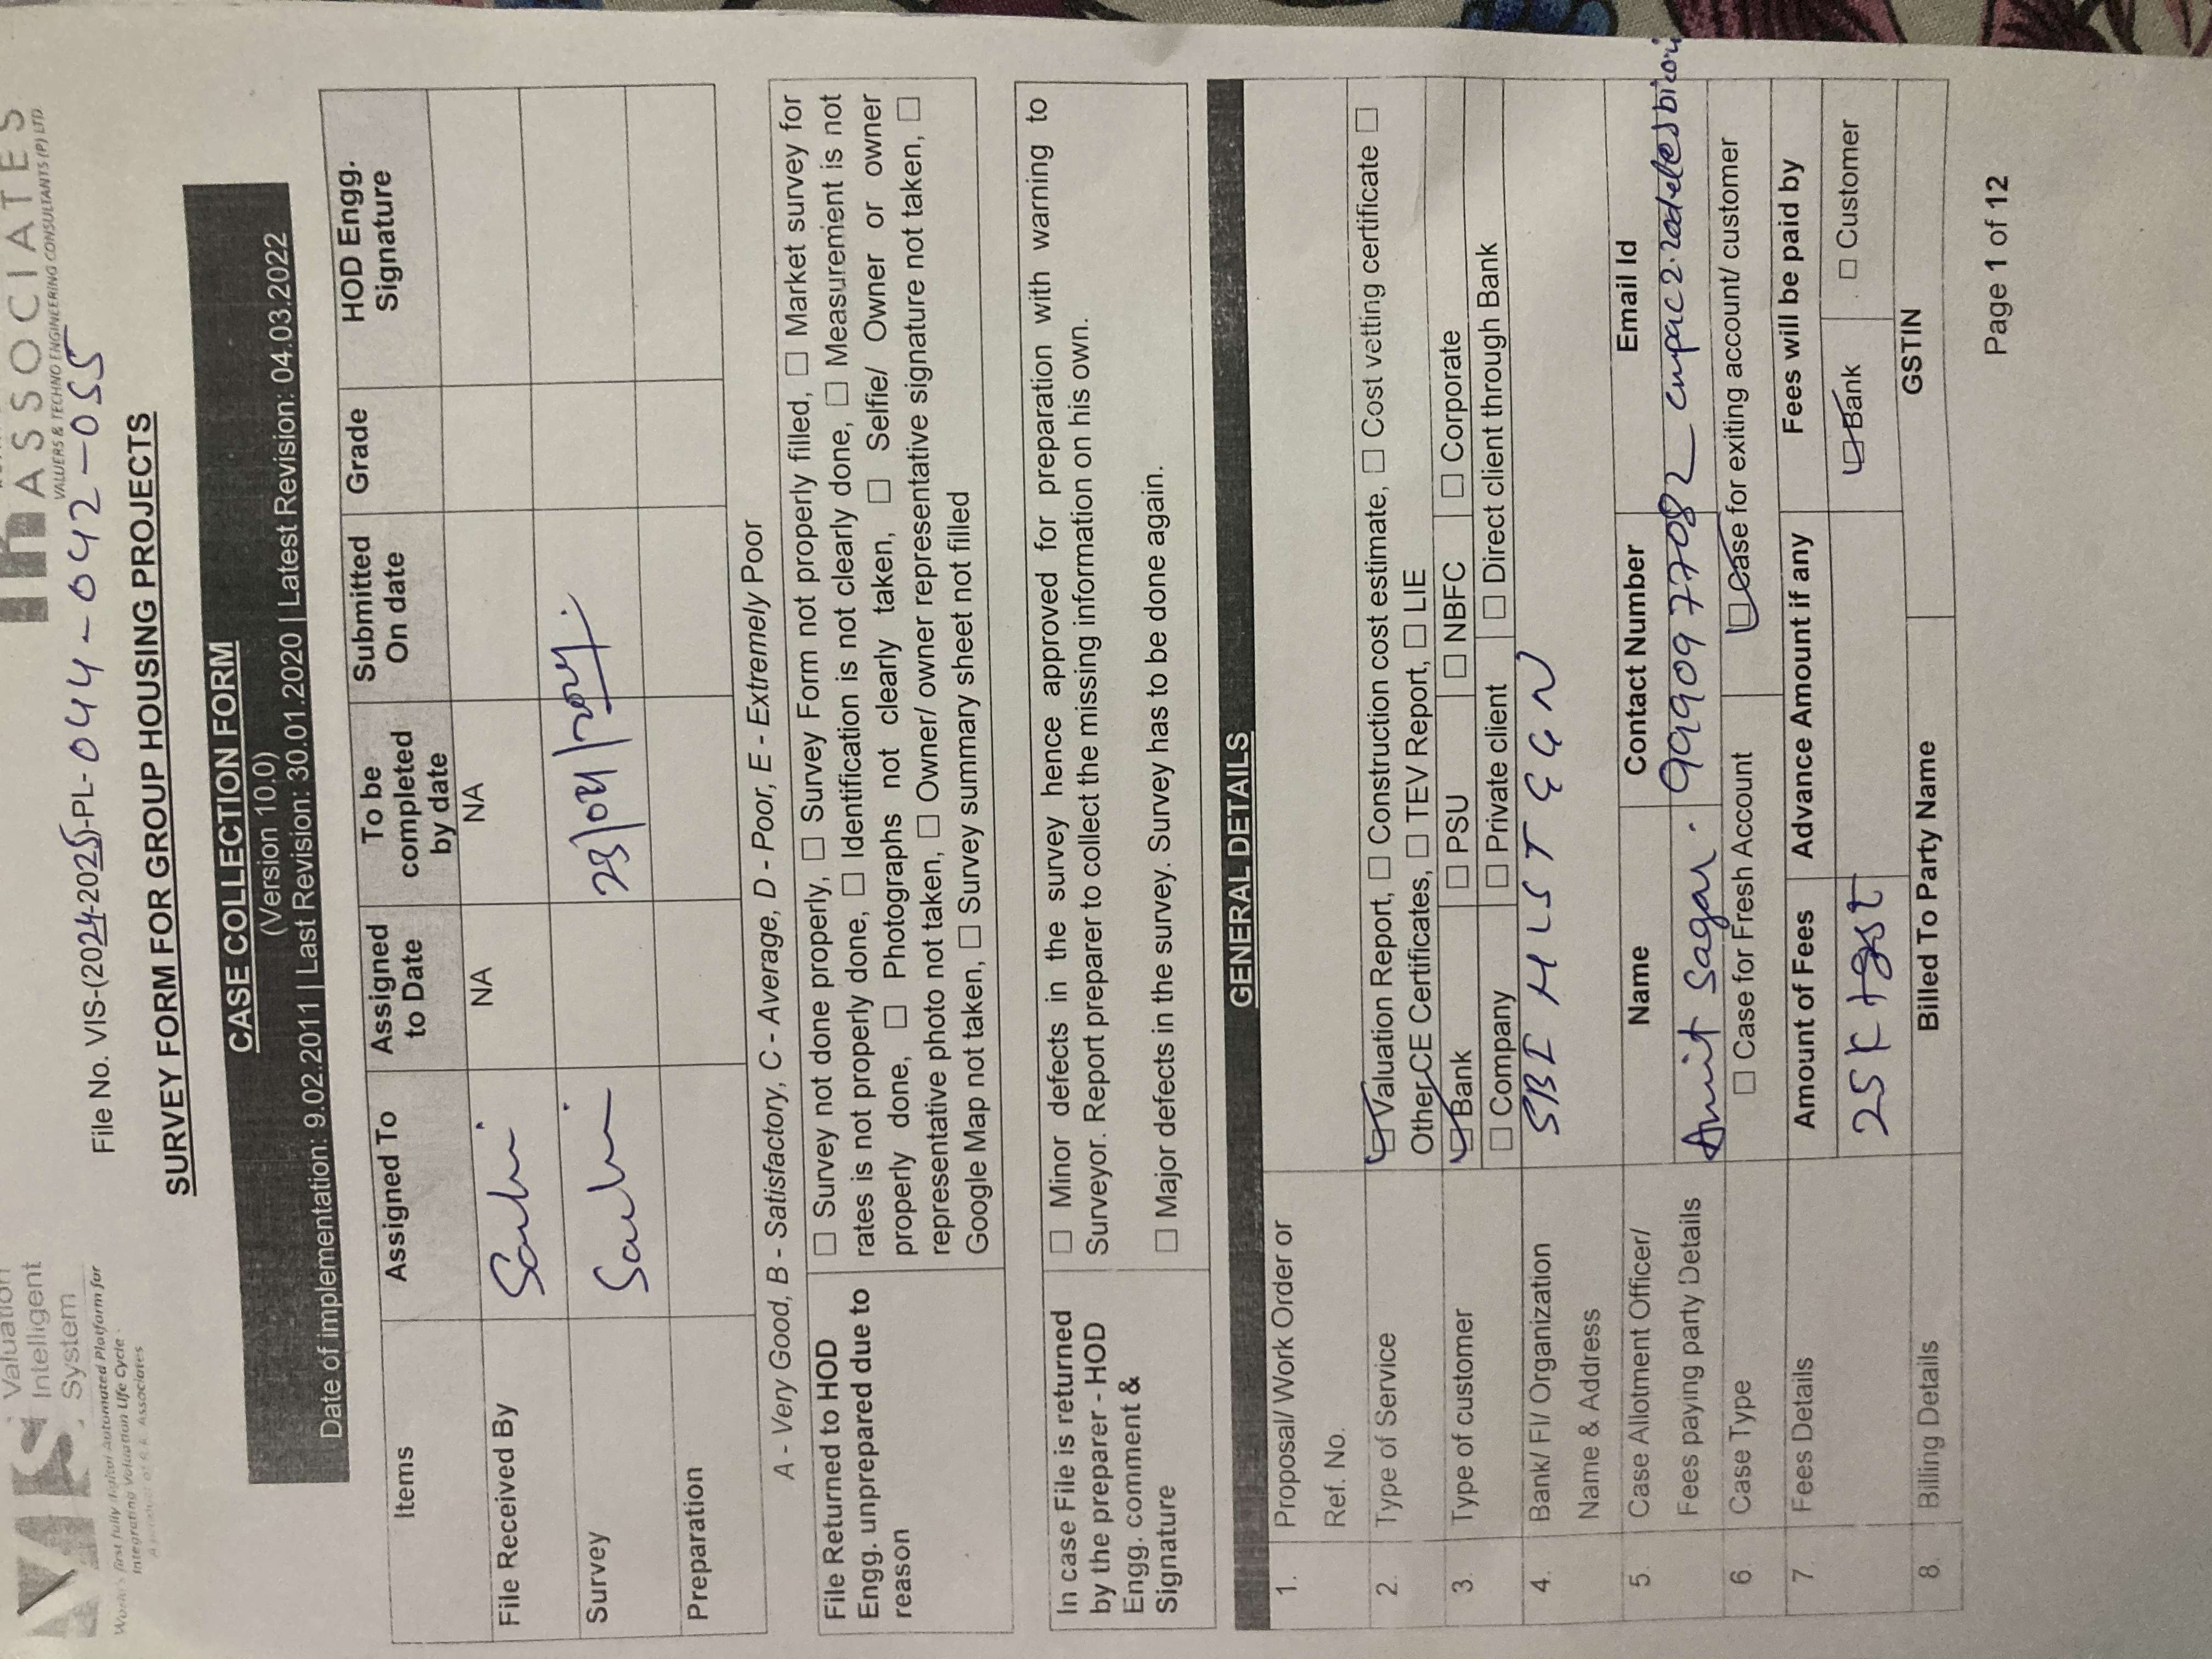 Valuation
Intelligent
System
World's first fully digital Automated Platform for
Integrating Valuation Life Cycle -
ASSOCIATES
VALUERS & TECHNO ENGINEERING CONSULTANTS (P) LTD
File No. VIS-(2024-2025)-PL-044-042-055
SURVEY FORM FOR GROUP HOUSING PROJECTS
CASE COLLECTION FORM
(Version 10.0)
Date of implementation: 9.02.2011 | Last Revision: 30.01.2020 | Latest Revision: 04.03.2022
Items | Assigned To | Assigned to Date | To be completed by date | Submitted On date | Grade | HOD Engg. Signature
File Received By | NA | NA
Survey
Preparation
A - Very Good, B - Satisfactory, C - Average, D - Poor, E - Extremely Poor
File Returned to HOD Engg. unprepared due to reason
☐ Survey not done properly, ☐ Survey Form not properly filled, ☐ Market survey for
rates is not properly done, ☐ Identification is not clearly done, ☐ Measurement is not
properly done, ☐ Photographs not clearly taken, ☐ Selfie/ Owner or owner
representative photo not taken, ☐ Owner/ owner representative signature not taken, ☐
Google Map not taken, ☐ Survey summary sheet not filled
In case File is returned by the preparer - HOD Engg. comment & Signature
☐ Minor defects in the survey hence approved for preparation with warning to
Surveyor. Report preparer to collect the missing information on his own.
☐ Major defects in the survey. Survey has to be done again.
GENERAL DETAILS
1. Proposal/ Work Order or Ref. No.
2. Type of Service
☑ Valuation Report, ☐ Construction cost estimate, ☐ Cost vetting certificate ☐
Other CE Certificates, ☐ TEV Report, ☐ LIE
3. Type of customer
☑ Bank ☐ PSU ☐ NBFC ☐ Corporate
☐ Company ☐ Private client ☐ Direct client through Bank
4. Bank/ FI/ Organization Name & Address
SBI HLST GGN
5. Case Allotment Officer/ Fees paying party Details
Name | Contact Number | Email Id
Amit Sagar. | 9990977082
6. Case Type
☐ Case for Fresh Account ☑ Case for exiting account/ customer
7. Fees Details
Amount of Fees | Advance Amount if any | Fees will be paid by
25K +gst | ☑ Bank ☐ Customer
8. Billing Details
Billed To Party Name | GSTIN
Page 1 of 12